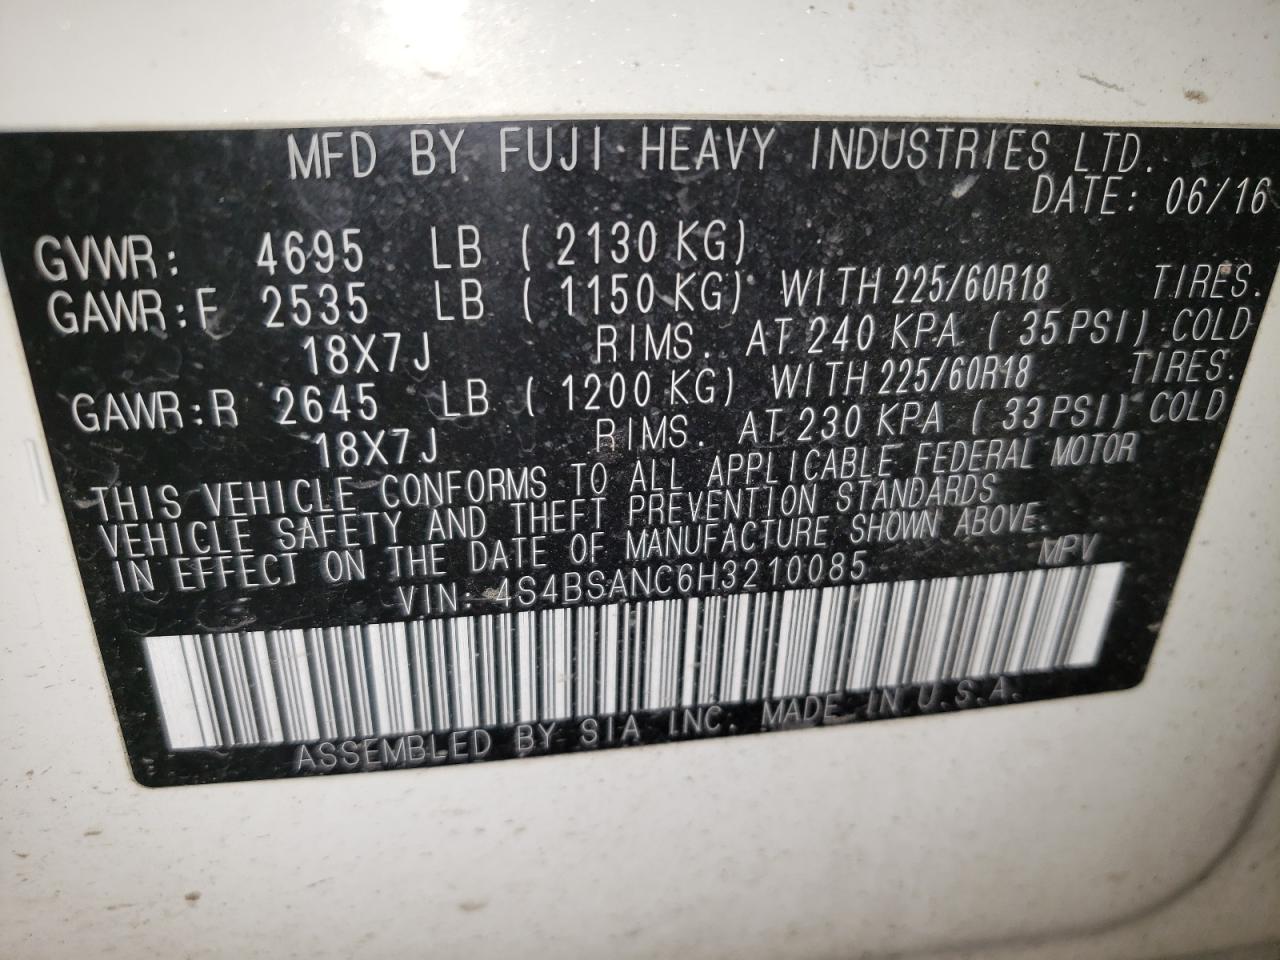 MFD BY FUJI HEAVY INDUSTRIES LTD.
DATE: 06/16
GVWR: 4695 LB ( 2130 KG)
GAWR:F 2535 LB ( 1150 KG) WITH 225/60R18 TIRES.
18X7J RIMS. AT 240 KPA ( 35 PSI) COLD
GAWR:R 2645 LB ( 1200 KG) WITH 225/60R18 TIRES.
18X7J RIMS. AT 230 KPA ( 33 PSI) COLD
THIS VEHICLE CONFORMS TO ALL APPLICABLE FEDERAL MOTOR
VEHICLE SAFETY AND THEFT PREVENTION STANDARDS
IN EFFECT ON THE DATE OF MANUFACTURE SHOWN ABOVE.
VIN: 4S4BSANC6H3210085 MPV
ASSEMBLED BY SIA INC. MADE IN U.S.A.